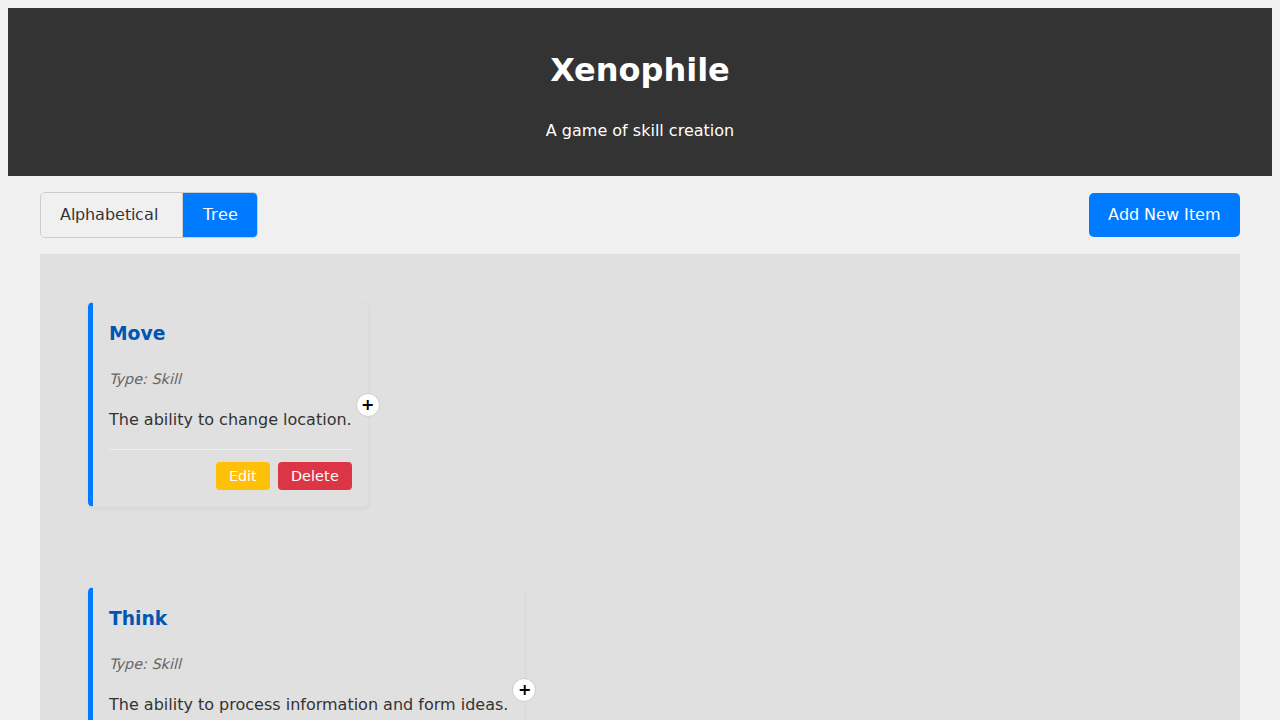 Xenophile
A game of skill creation
Alphabetical
Tree
Add New Item
Move
Type: Skill
The ability to change location.
+
Edit
Delete
Think
Type: Skill
The ability to process information and form ideas.
+